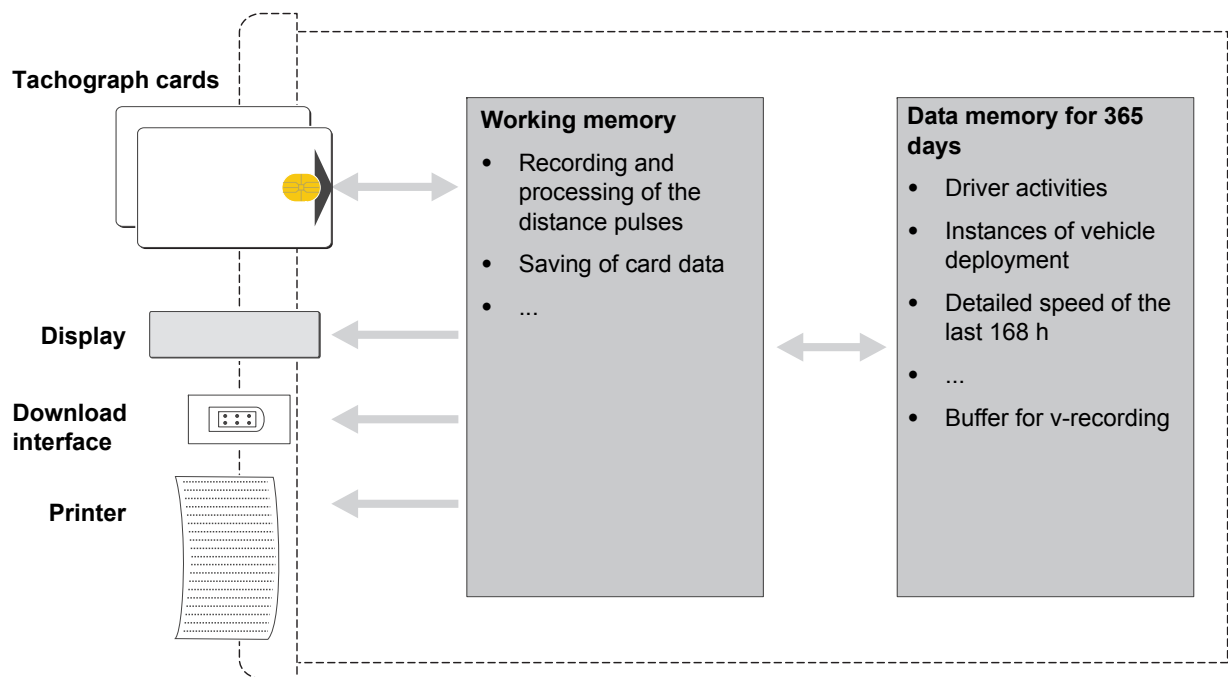 Tachograph cards
Display
Download
interface
Printer
Working memory
• Recording and
processing of the
distance pulses
• Saving of card data
• ...
Data memory for 365
days
• Driver activities
• Instances of vehicle
deployment
• Detailed speed of the
last 168 h
• ...
• Buffer for v-recording